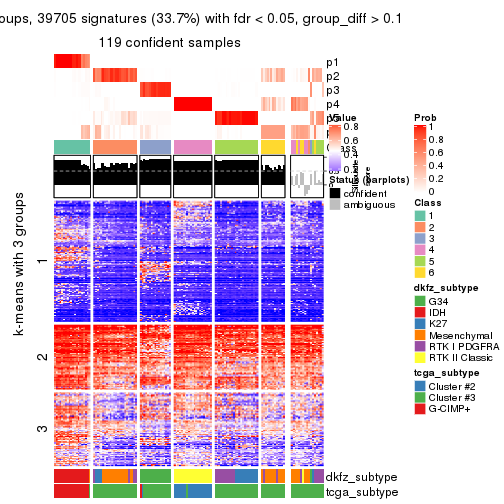 oups, 39705 signatures (33.7%) with fdr < 0.05, group_diff > 0.1
119 confident samples
p1
p2
p3
p4
Value
0.8
0.6
0.4
0.2
Silhouette
score
Status (barplots)
confident
ambiguous
k-means with 3 groups
1
2
3
dkfz_subtype
tcga_subtype
Prob
1
0.8
0.6
0.4
0.2
0
Class
1
2
3
4
5
6
dkfz_subtype
G34
IDH
K27
Mesenchymal
RTK I PDGFRA
RTK II Classic
tcga_subtype
Cluster #2
Cluster #3
G-CIMP+